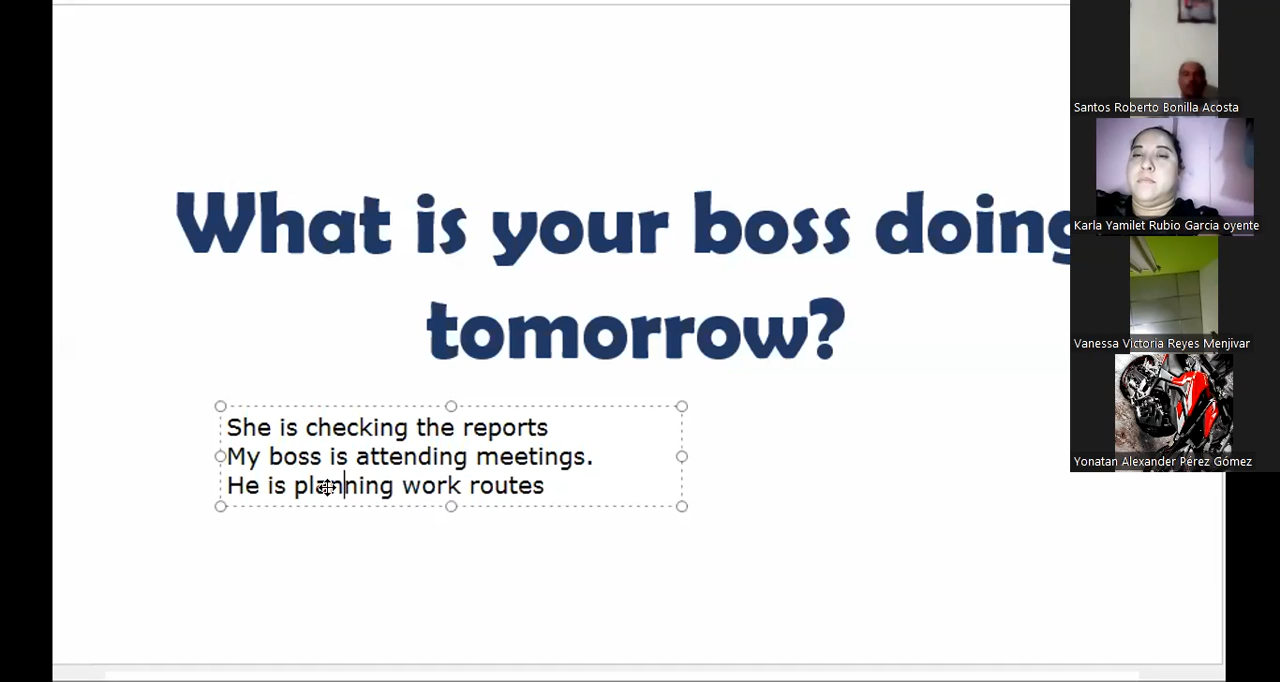 What is your boss doing
tomorrow?
She is checking the reports
My boss is attending meetings.
He is planning work routes
Santos Roberto Bonilla Acosta
Karla Yamilet Rubio Garcia oyente
Vanessa Victoria Reyes Menjivar
Yonatan Alexander Pérez Gómez